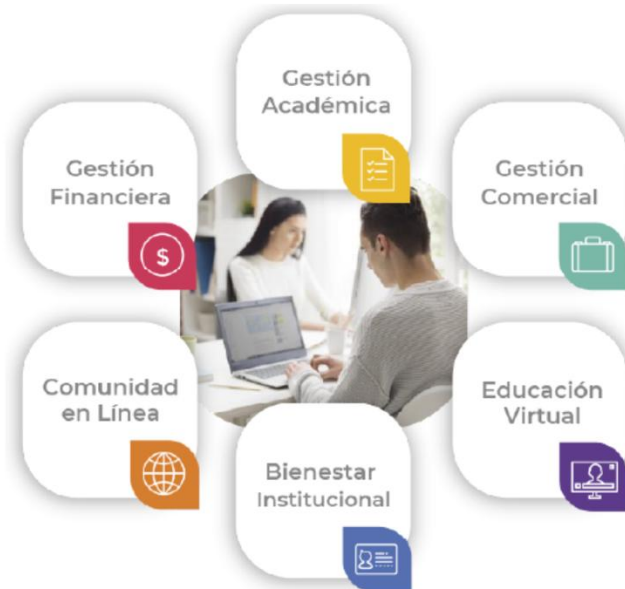 Gestión
Académica
Gestión
Financiera
$
Gestión
Comercial
Comunidad
en Línea
Educación
Virtual
Bienestar
Institucional